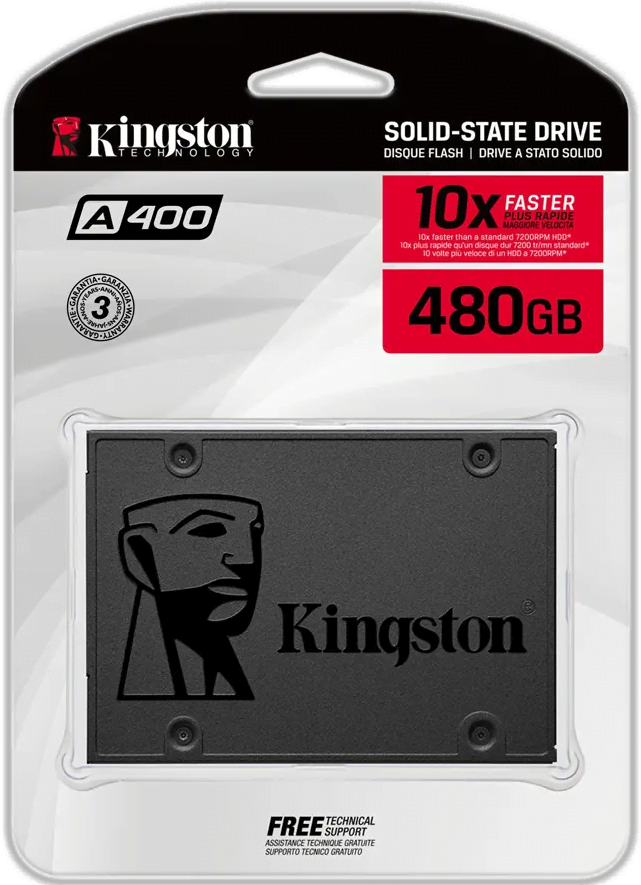 Kingston®
TECHNOLOGY
SOLID-STATE DRIVE
DISQUE FLASH | DRIVE A STATO SOLIDO
A400
10x FASTER
PLUS RAPIDE
MAGGIORE VELOCITA
10x faster than a standard 7200RPM HDD*
10x plus rapide qu'un disque dur 7200 tr/mn standard*
10 volte più veloce di un HDD a 7200RPM*
3
480GB
Kingston®
FREE TECHNICAL
SUPPORT
ASSISTANCE TECHNIQUE GRATUITE
SUPPORTO TECNICO GRATUITO